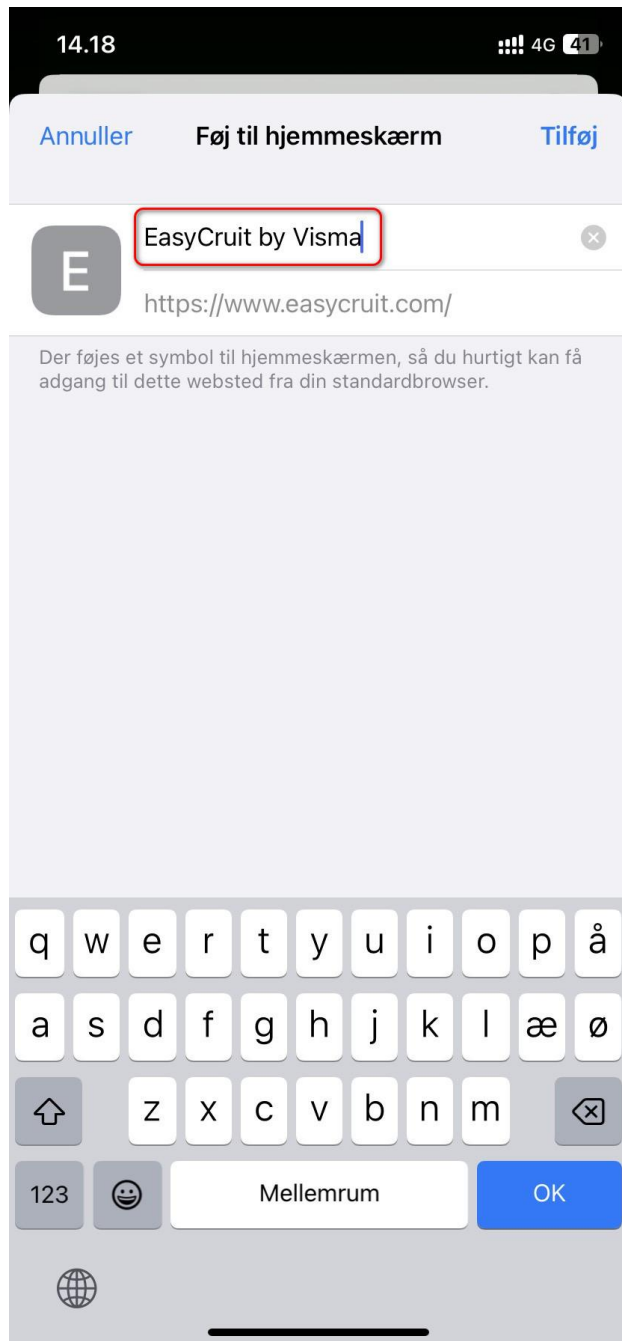 14.18 4G 41
Annuller Føj til hjemmeskærm Tilføj
E
EasyCruit by Visma
https://www.easycruit.com/
Der føjes et symbol til hjemmeskærmen, så du hurtigt kan få
adgang til dette websted fra din standardbrowser.
q w e r t y u i o p å
a s d f g h j k l æ ø
z x c v b n m
123 Mellemrum OK